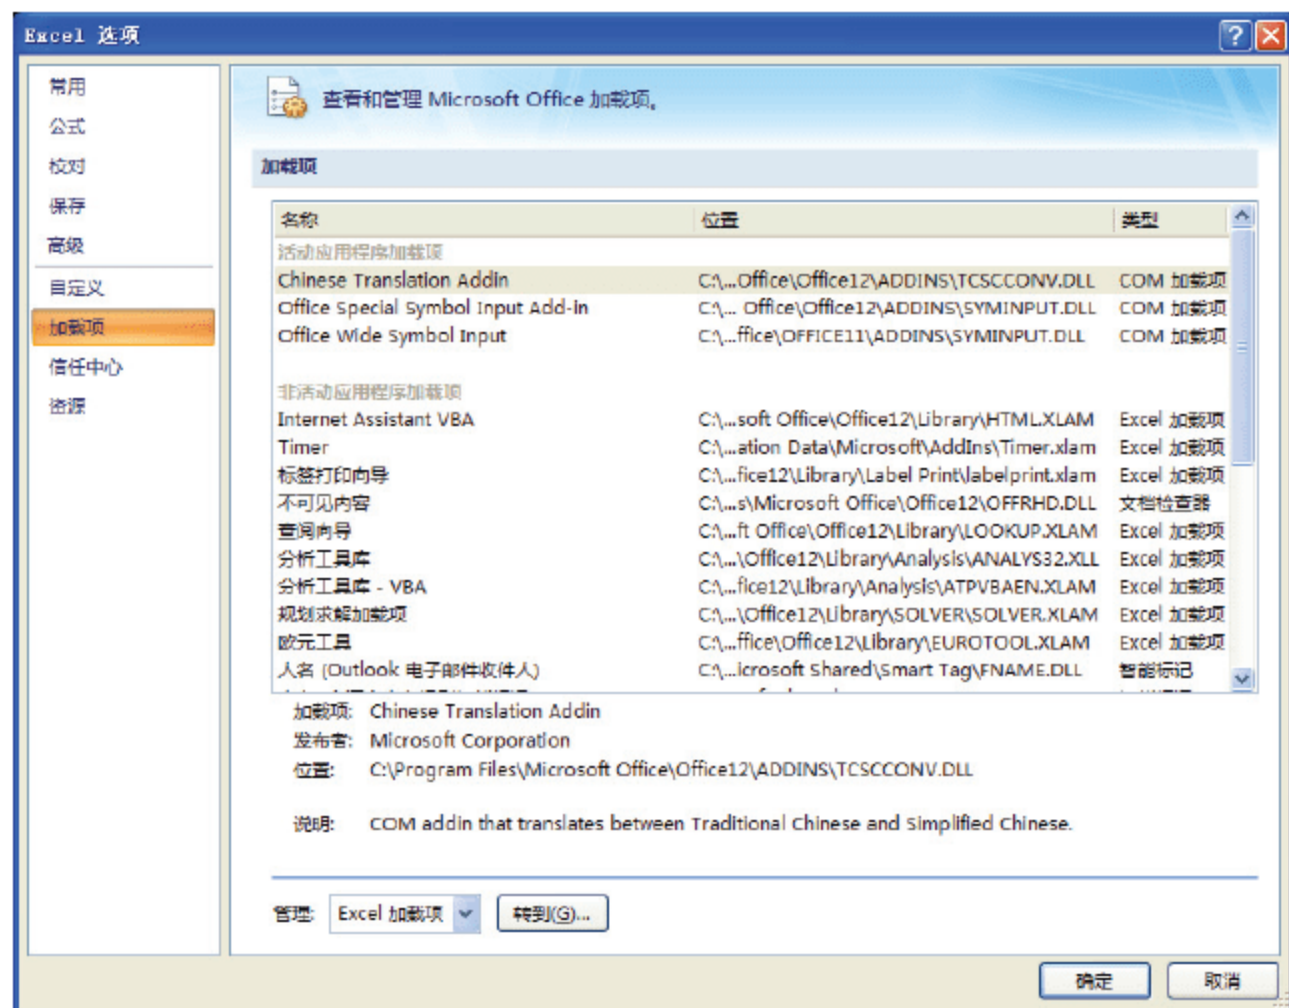 Excel 选项
常用
公式
校对
保存
高级
自定义
加载项
信任中心
资源
查看和管理 Microsoft Office 加载项。
加载项
名称 位置 类型
活动应用程序加载项
Chinese Translation Addin C:\...Office\Office12\ADDINS\TCSCCONV.DLL COM 加载项
Office Special Symbol Input Add-in C:\... Office\Office12\ADDINS\SYMINPUT.DLL COM 加载项
Office Wide Symbol Input C:\...ffice\OFFICE11\ADDINS\SYMINPUT.DLL COM 加载项
非活动应用程序加载项
Internet Assistant VBA C:\...soft Office\Office12\Library\HTML.XLAM Excel 加载项
Timer C:\...ation Data\Microsoft\AddIns\Timer.xlam Excel 加载项
标签打印向导 C:\...fice12\Library\Label Print\labelprint.xlam Excel 加载项
不可见内容 C:\...s\Microsoft Office\Office12\OFFRHD.DLL 文档检查器
查阅向导 C:\...ft Office\Office12\Library\LOOKUP.XLAM Excel 加载项
分析工具库 C:\...\Office12\Library\Analysis\ANALYS32.XLL Excel 加载项
分析工具库 - VBA C:\...fice12\Library\Analysis\ATPVBAEN.XLAM Excel 加载项
规划求解加载项 C:\...\Office12\Library\SOLVER\SOLVER.XLAM Excel 加载项
欧元工具 C:\...ffice\Office12\Library\EUROTOOL.XLAM Excel 加载项
人名 (Outlook 电子邮件收件人) C:\...icrosoft Shared\Smart Tag\FNAME.DLL 智能标记
加载项: Chinese Translation Addin
发布者: Microsoft Corporation
位置: C:\Program Files\Microsoft Office\Office12\ADDINS\TCSCCONV.DLL
说明: COM addin that translates between Traditional Chinese and Simplified Chinese.
管理: Excel 加载项 转到(G)...
确定 取消